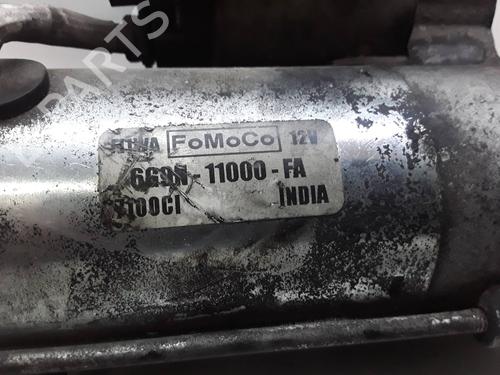 FoMoCo 12V
6G9N-11000-FA
INDIA
PARTS